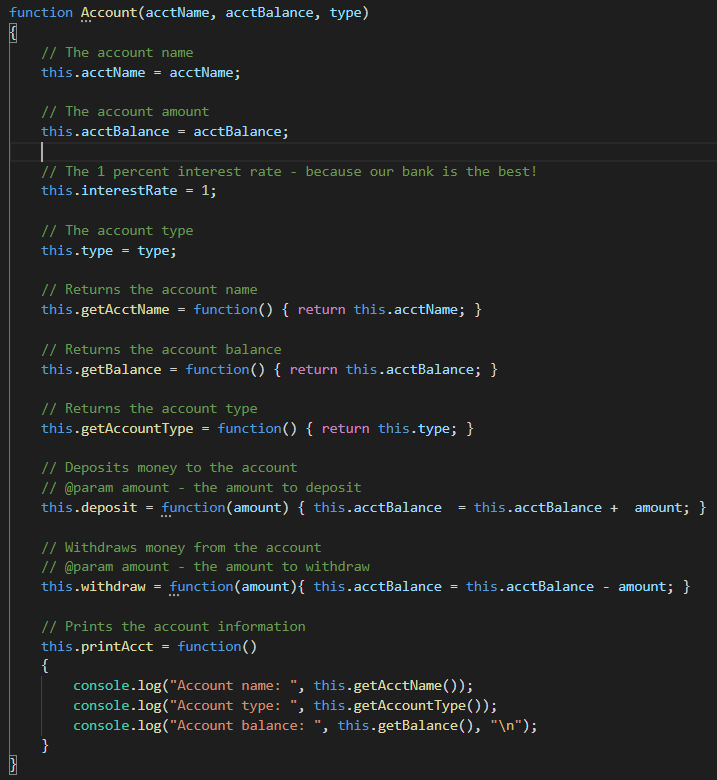 function Account(acctName, acctBalance, type)
{
    // The account name
    this.acctName = acctName;

    // The account amount
    this.acctBalance = acctBalance;

    // The 1 percent interest rate - because our bank is the best!
    this.interestRate = 1;

    // The account type
    this.type = type;

    // Returns the account name
    this.getAcctName = function() { return this.acctName; }

    // Returns the account balance
    this.getBalance = function() { return this.acctBalance; }

    // Returns the account type
    this.getAccountType = function() { return this.type; }

    // Deposits money to the account
    // @param amount - the amount to deposit
    this.deposit = function(amount) { this.acctBalance  = this.acctBalance +  amount; }

    // Withdraws money from the account
    // @param amount - the amount to withdraw
    this.withdraw = function(amount){ this.acctBalance = this.acctBalance - amount; }

    // Prints the account information
    this.printAcct = function()
    {
        console.log("Account name: ", this.getAcctName());
        console.log("Account type: ", this.getAccountType());
        console.log("Account balance: ", this.getBalance(), "\n");
    }
}